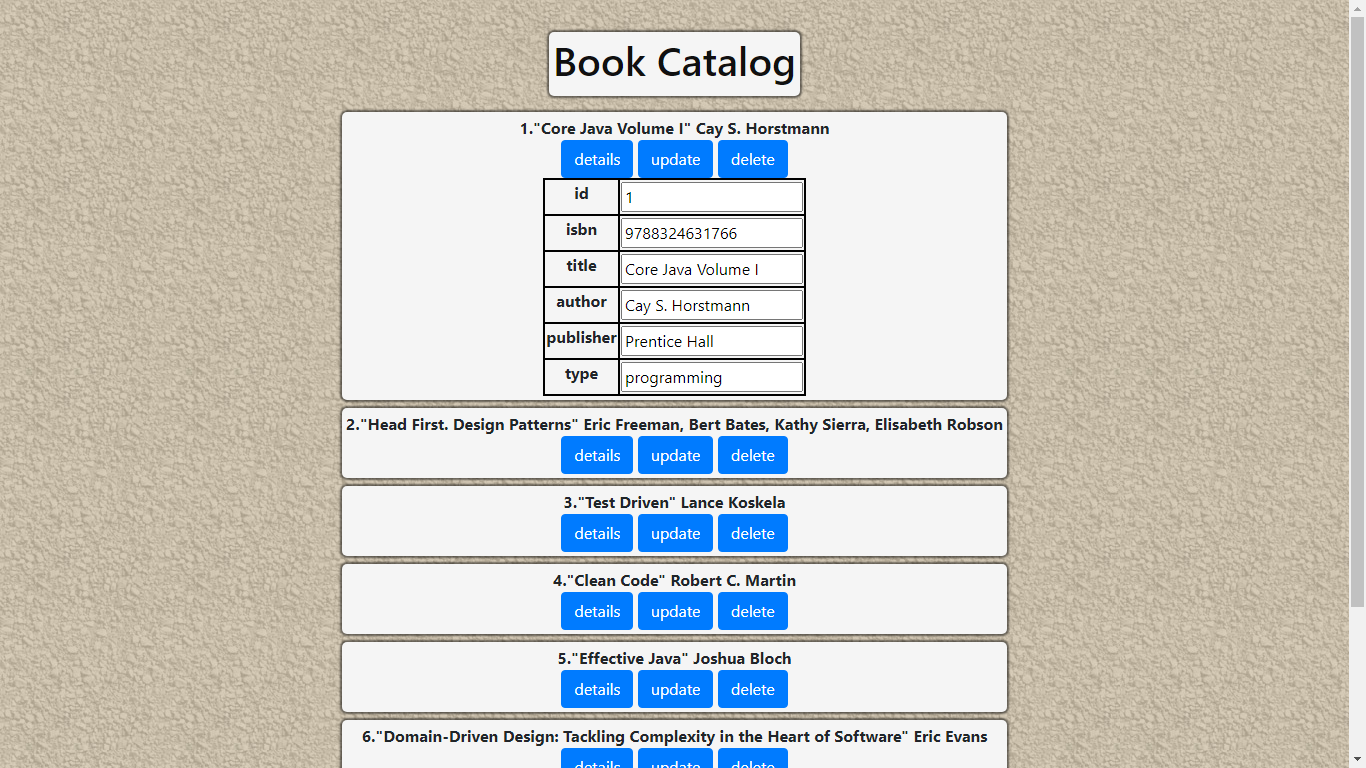 Book Catalog
1."Core Java Volume I" Cay S. Horstmann
details update delete
id 1
isbn 9788324631766
title Core Java Volume I
author Cay S. Horstmann
publisher Prentice Hall
type programming
2."Head First. Design Patterns" Eric Freeman, Bert Bates, Kathy Sierra, Elisabeth Robson
details update delete
3."Test Driven" Lance Koskela
details update delete
4."Clean Code" Robert C. Martin
details update delete
5."Effective Java" Joshua Bloch
details update delete
6."Domain-Driven Design: Tackling Complexity in the Heart of Software" Eric Evans
details update delete